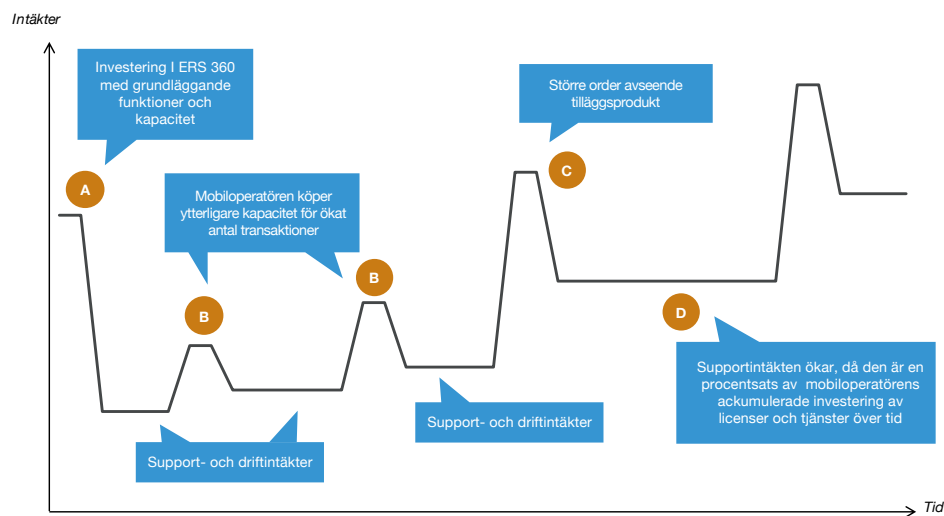 Intäkter
Investering I ERS 360
med grundläggande
funktioner och
kapacitet
A
Mobiloperatören köper
ytterligare kapacitet för ökat
antal transaktioner
B
B
Större order avseende
tilläggsprodukt
C
D
Supportintäkten ökar, då den är en
procentsats av mobiloperatörens
ackumulerade investering av
licenser och tjänster över tid
Support- och driftintäkter
Support- och driftintäkter
Tid